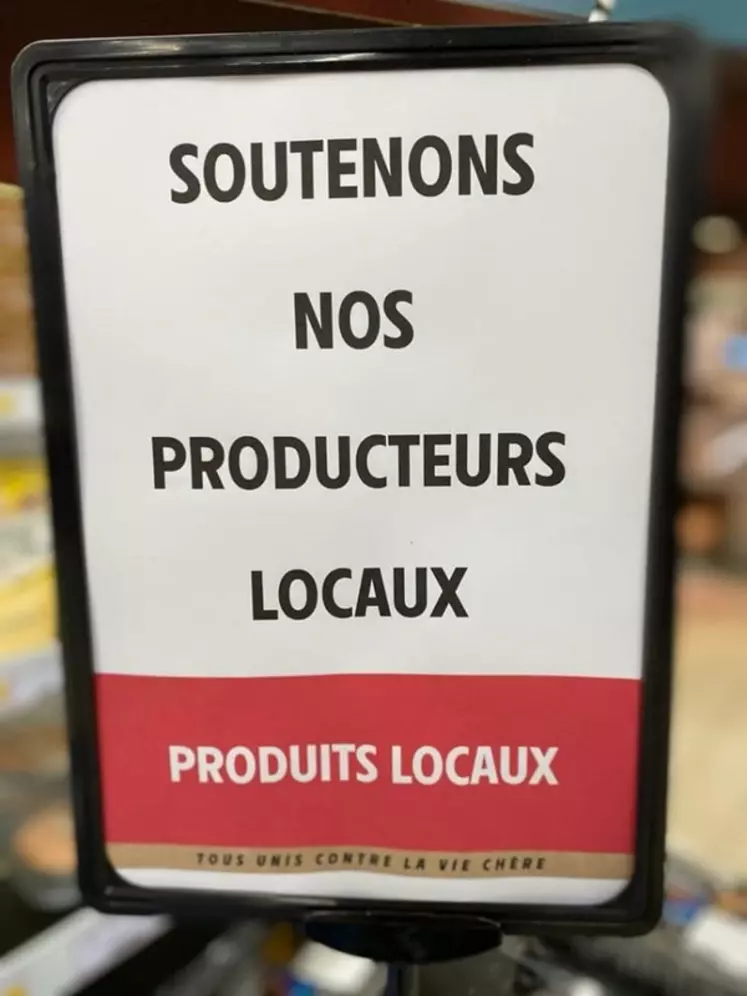 SOUTENONS
NOS
PRODUCTEURS
LOCAUX
PRODUITS LOCAUX
TOUS UNIS CONTRE LA VIE CHÈRE